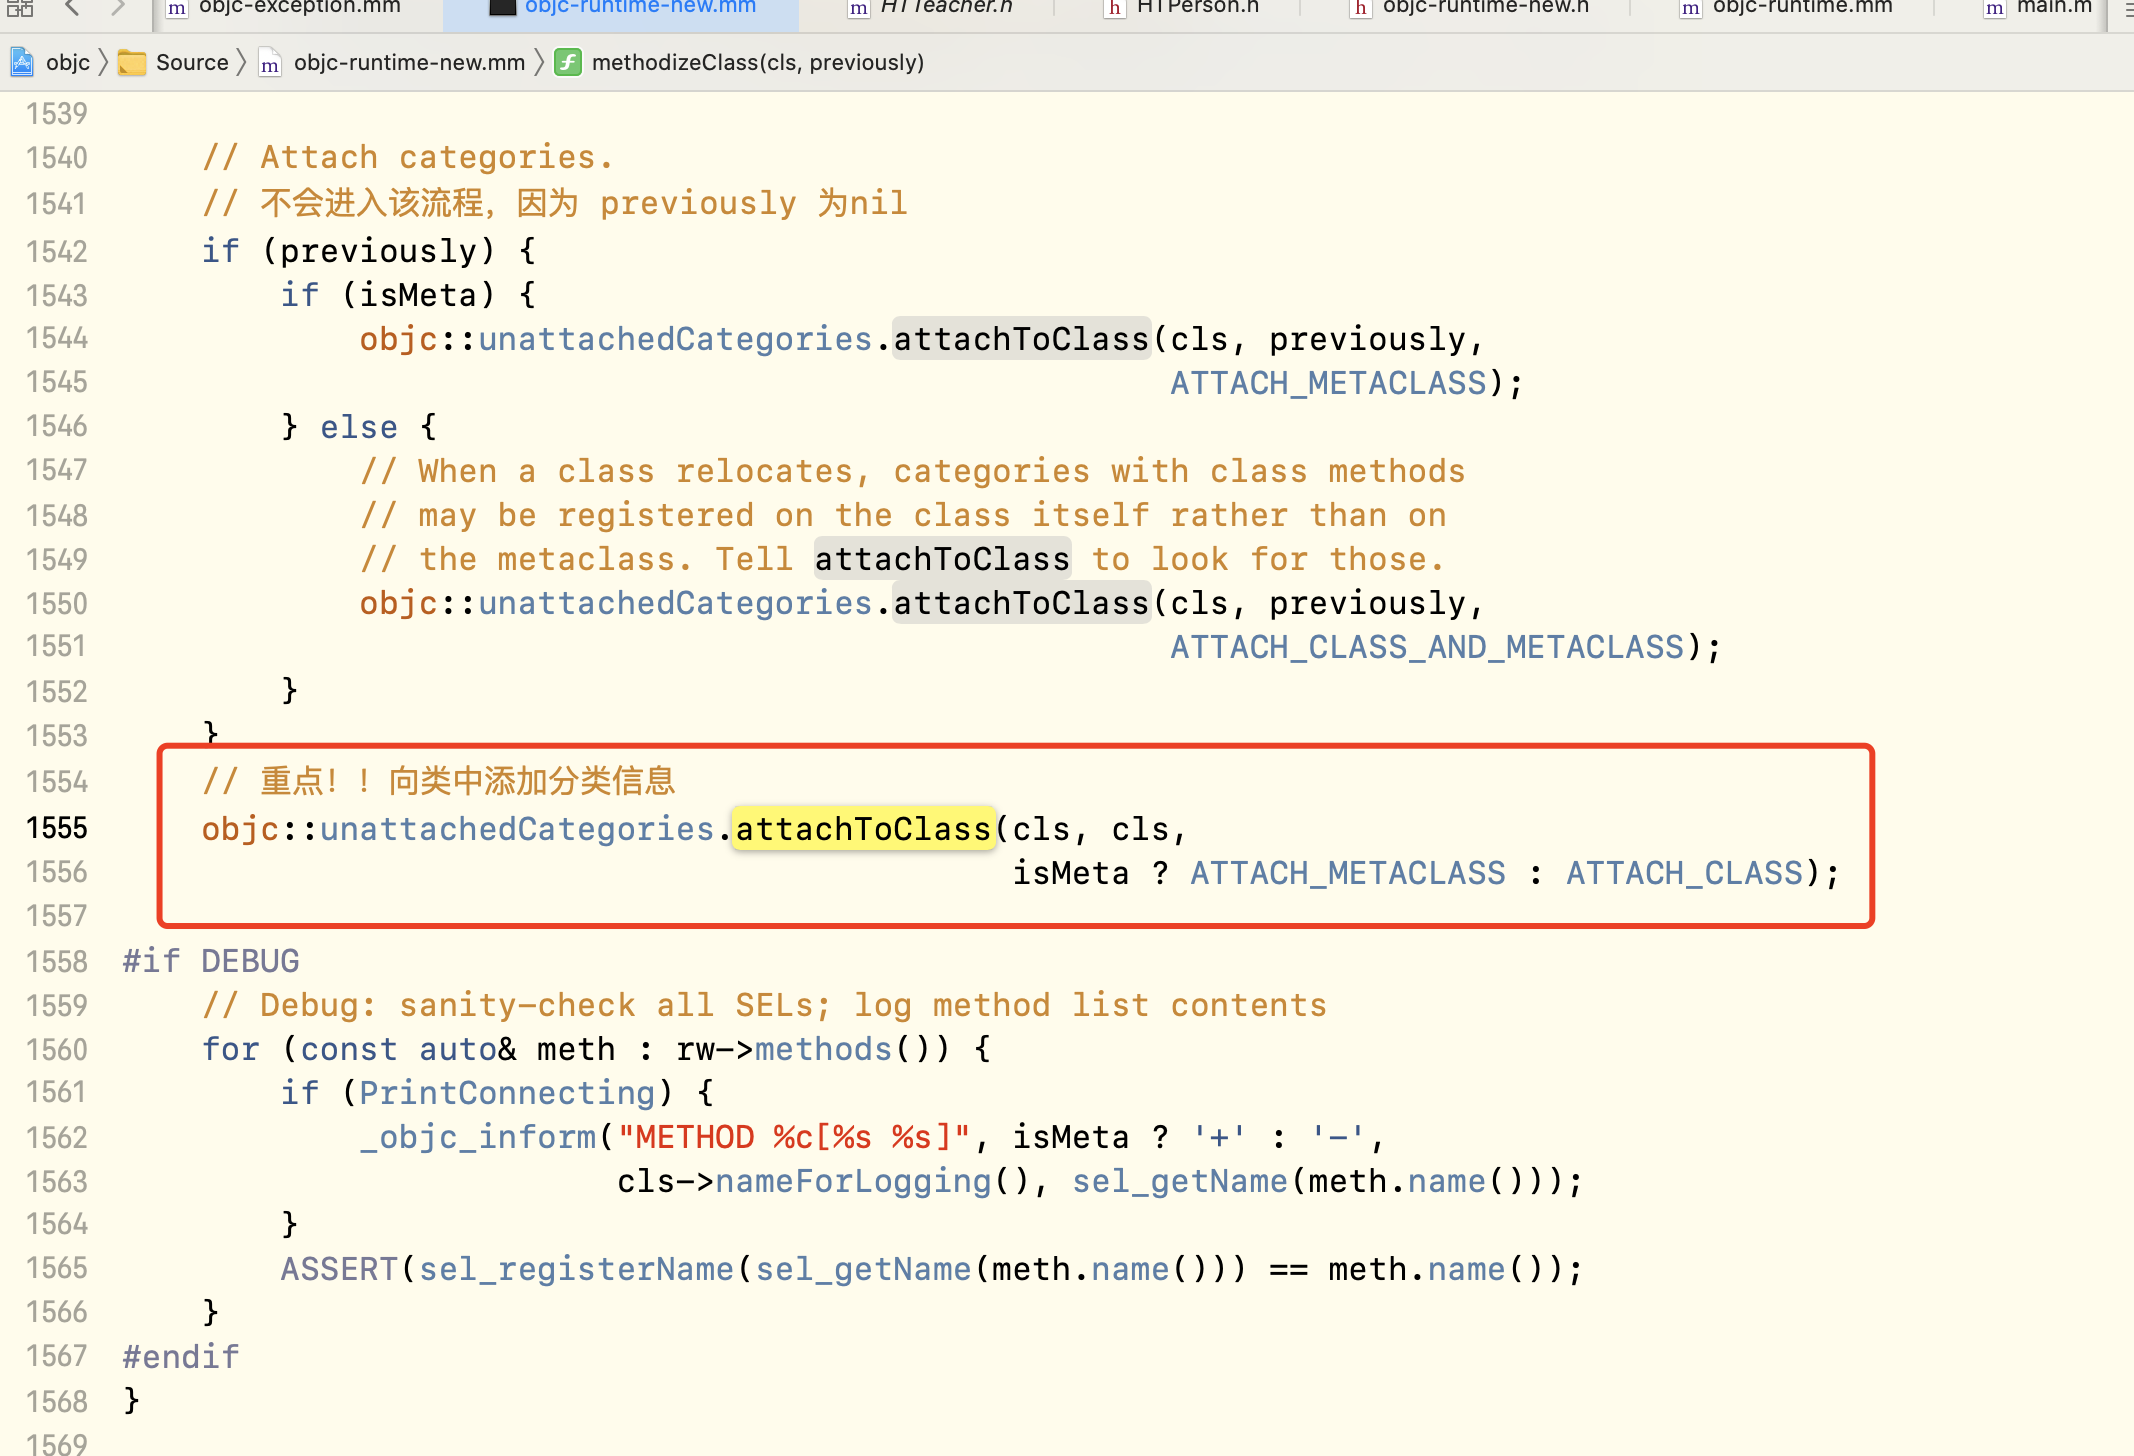 objc-exception.mm objc-runtime-new.mm HTTeacher.h HTPerson.h objc-runtime-new.h objc-runtime.mm main.m
objc Source objc-runtime-new.mm methodizeClass(cls, previously)
1539
1540 // Attach categories.
1541 // 不会进入该流程，因为 previously 为nil
1542 if (previously) {
1543 if (isMeta) {
1544 objc::unattachedCategories.attachToClass(cls, previously,
1545 ATTACH_METACLASS);
1546 } else {
1547 // When a class relocates, categories with class methods
1548 // may be registered on the class itself rather than on
1549 // the metaclass. Tell attachToClass to look for those.
1550 objc::unattachedCategories.attachToClass(cls, previously,
1551 ATTACH_CLASS_AND_METACLASS);
1552 }
1553 }
1554 // 重点！！向类中添加分类信息
1555 objc::unattachedCategories.attachToClass(cls, cls,
1556 isMeta ? ATTACH_METACLASS : ATTACH_CLASS);
1557
1558 #if DEBUG
1559 // Debug: sanity-check all SELs; log method list contents
1560 for (const auto& meth : rw->methods()) {
1561 if (PrintConnecting) {
1562 _objc_inform("METHOD %c[%s %s]", isMeta ? '+' : '-',
1563 cls->nameForLogging(), sel_getName(meth.name()));
1564 }
1565 ASSERT(sel_registerName(sel_getName(meth.name())) == meth.name());
1566 }
1567 #endif
1568 }
1569